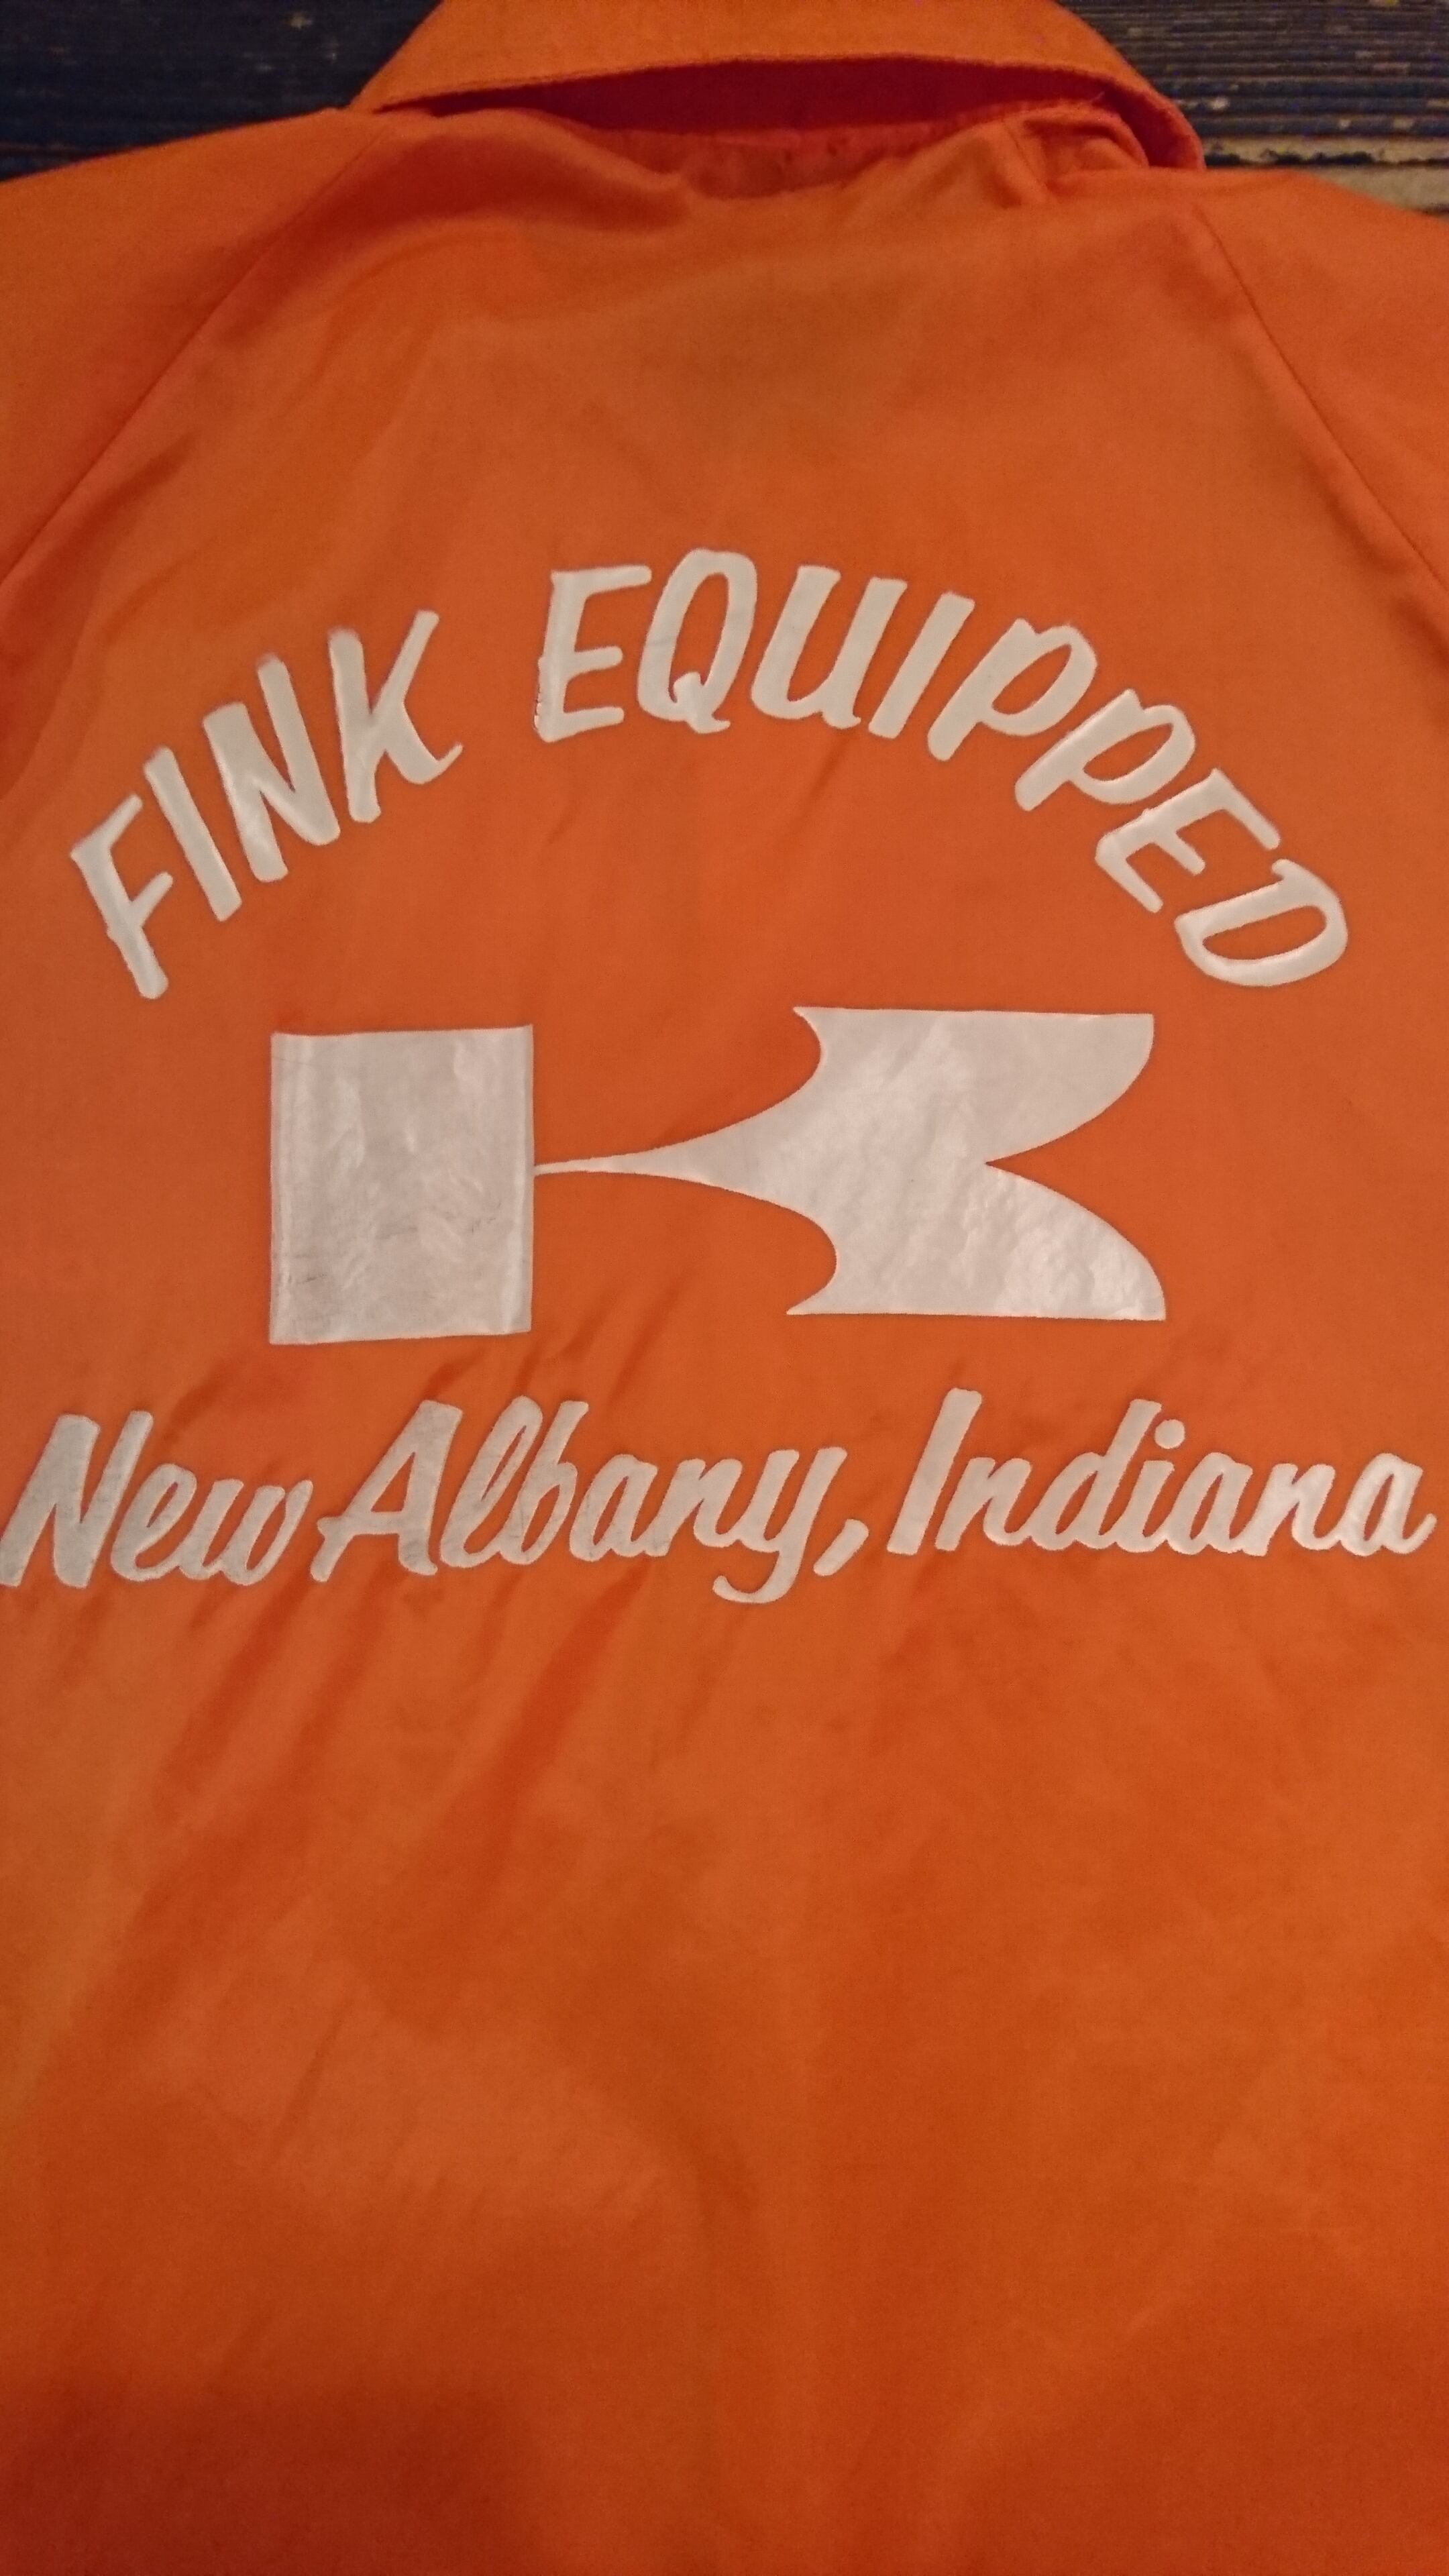 FINK EQUIPPED
K
New Albany, Indiana